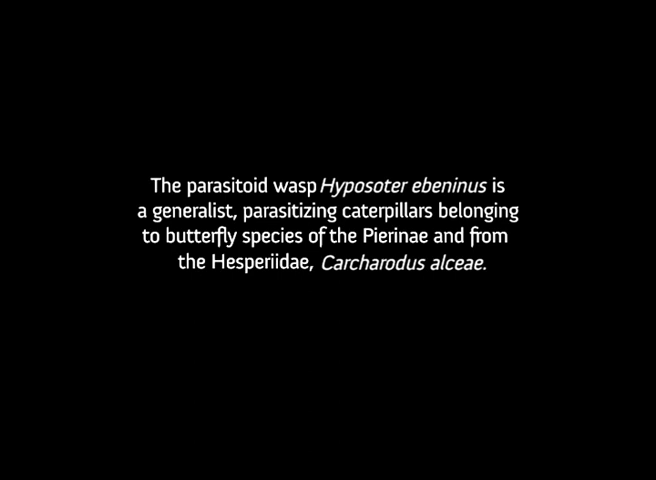 The parasitoid wasp Hyposoter ebeninus is
a generalist, parasitizing caterpillars belonging
to butterfly species of the Pierinae and from
the Hesperiidae, Carcharodus alceae.